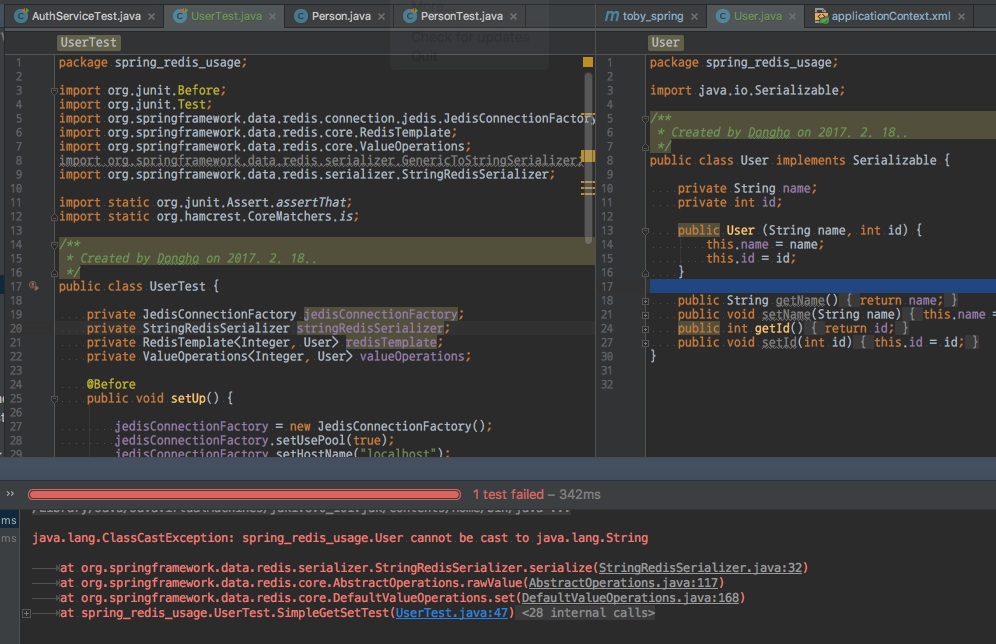 AuthServiceTest.java
UserTest.java
Person.java
PersonTest.java
toby_spring
User.java
applicationContext.xml
Check for updates
Quit
UserTest
1 package spring_redis_usage;
2
3 import org.junit.Before;
4 import org.junit.Test;
5 import org.springframework.data.redis.connection.jedis.JedisConnectionFactory
6 import org.springframework.data.redis.core.RedisTemplate;
7 import org.springframework.data.redis.core.ValueOperations;
8 import org.springframework.data.redis.serializer.GenericToStringSerializer;
9 import org.springframework.data.redis.serializer.StringRedisSerializer;
10
11 import static org.junit.Assert.assertThat;
12 import static org.hamcrest.CoreMatchers.is;
13
14 /**
15 * Created by Dongho on 2017. 2. 18..
16 */
17 public class UserTest {
18
19 private JedisConnectionFactory jedisConnectionFactory;
20 private StringRedisSerializer stringRedisSerializer;
21 private RedisTemplate<Integer, User> redisTemplate;
22 private ValueOperations<Integer, User> valueOperations;
23
24 @Before
25 public void setUp() {
26
27 jedisConnectionFactory = new JedisConnectionFactory();
28 jedisConnectionFactory.setUsePool(true);
29 jedisConnectionFactory.setHostName("localhost");
User
1 package spring_redis_usage;
2
3 import java.io.Serializable;
4
5 /**
6 * Created by Dongho on 2017. 2. 18..
7 */
8 public class User implements Serializable {
9
10 private String name;
11 private int id;
12
13 public User (String name, int id) {
14 this.name = name;
15 this.id = id;
16 }
17
18 public String getName() { return name; }
21 public void setName(String name) { this.name =
24 public int getId() { return id; }
27 public void setId(int id) { this.id = id; }
30 }
31
32
1 test failed – 342ms
ms
ms
java.lang.ClassCastException: spring_redis_usage.User cannot be cast to java.lang.String
at org.springframework.data.redis.serializer.StringRedisSerializer.serialize(StringRedisSerializer.java:32)
at org.springframework.data.redis.core.AbstractOperations.rawValue(AbstractOperations.java:117)
at org.springframework.data.redis.core.DefaultValueOperations.set(DefaultValueOperations.java:168)
at spring_redis_usage.UserTest.SimpleGetSetTest(UserTest.java:47) <28 internal calls>